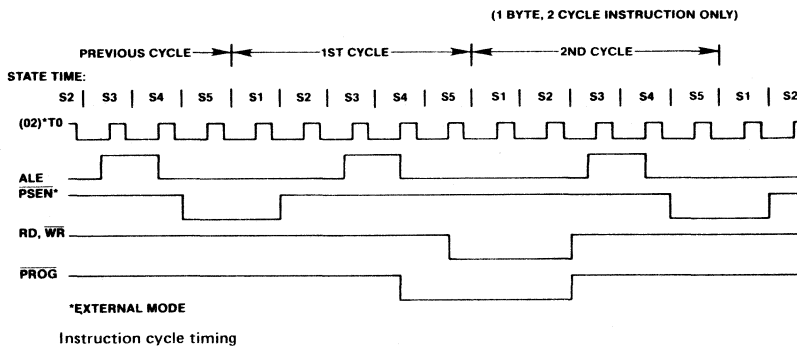 (1 BYTE, 2 CYCLE INSTRUCTION ONLY)
PREVIOUS CYCLE 1ST CYCLE 2ND CYCLE
STATE TIME:
S2 | S3 | S4 | S5 | S1 | S2 | S3 | S4 | S5 | S1 | S2 | S3 | S4 | S5 | S1 | S2
(02)*T0
ALE
PSEN*
RD, WR
PROG
*EXTERNAL MODE
Instruction cycle timing